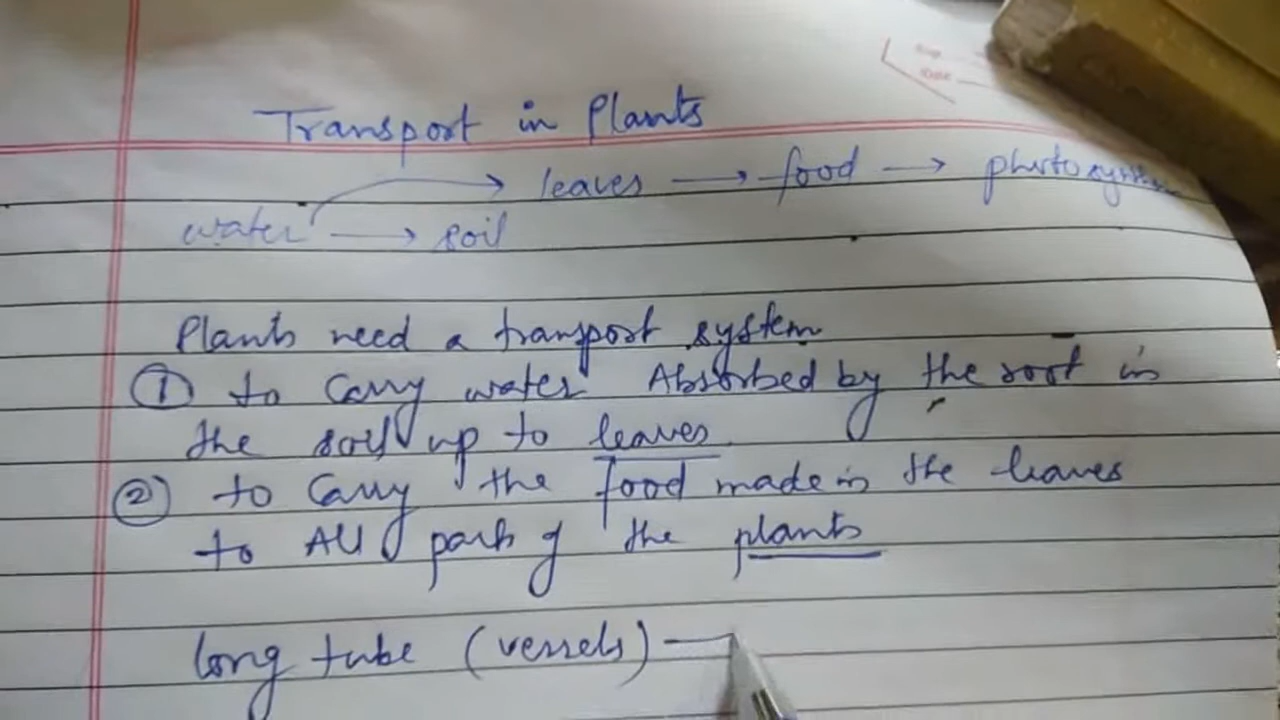 Transport in Plants
leaves → food → photosynthe
water → soil
Plants need a transport system
① to Carry water Absorbed by the root in
the soil up to leaves.
② to Carry the food made in the leaves
to All parts of the plants
long tube (vessels) —